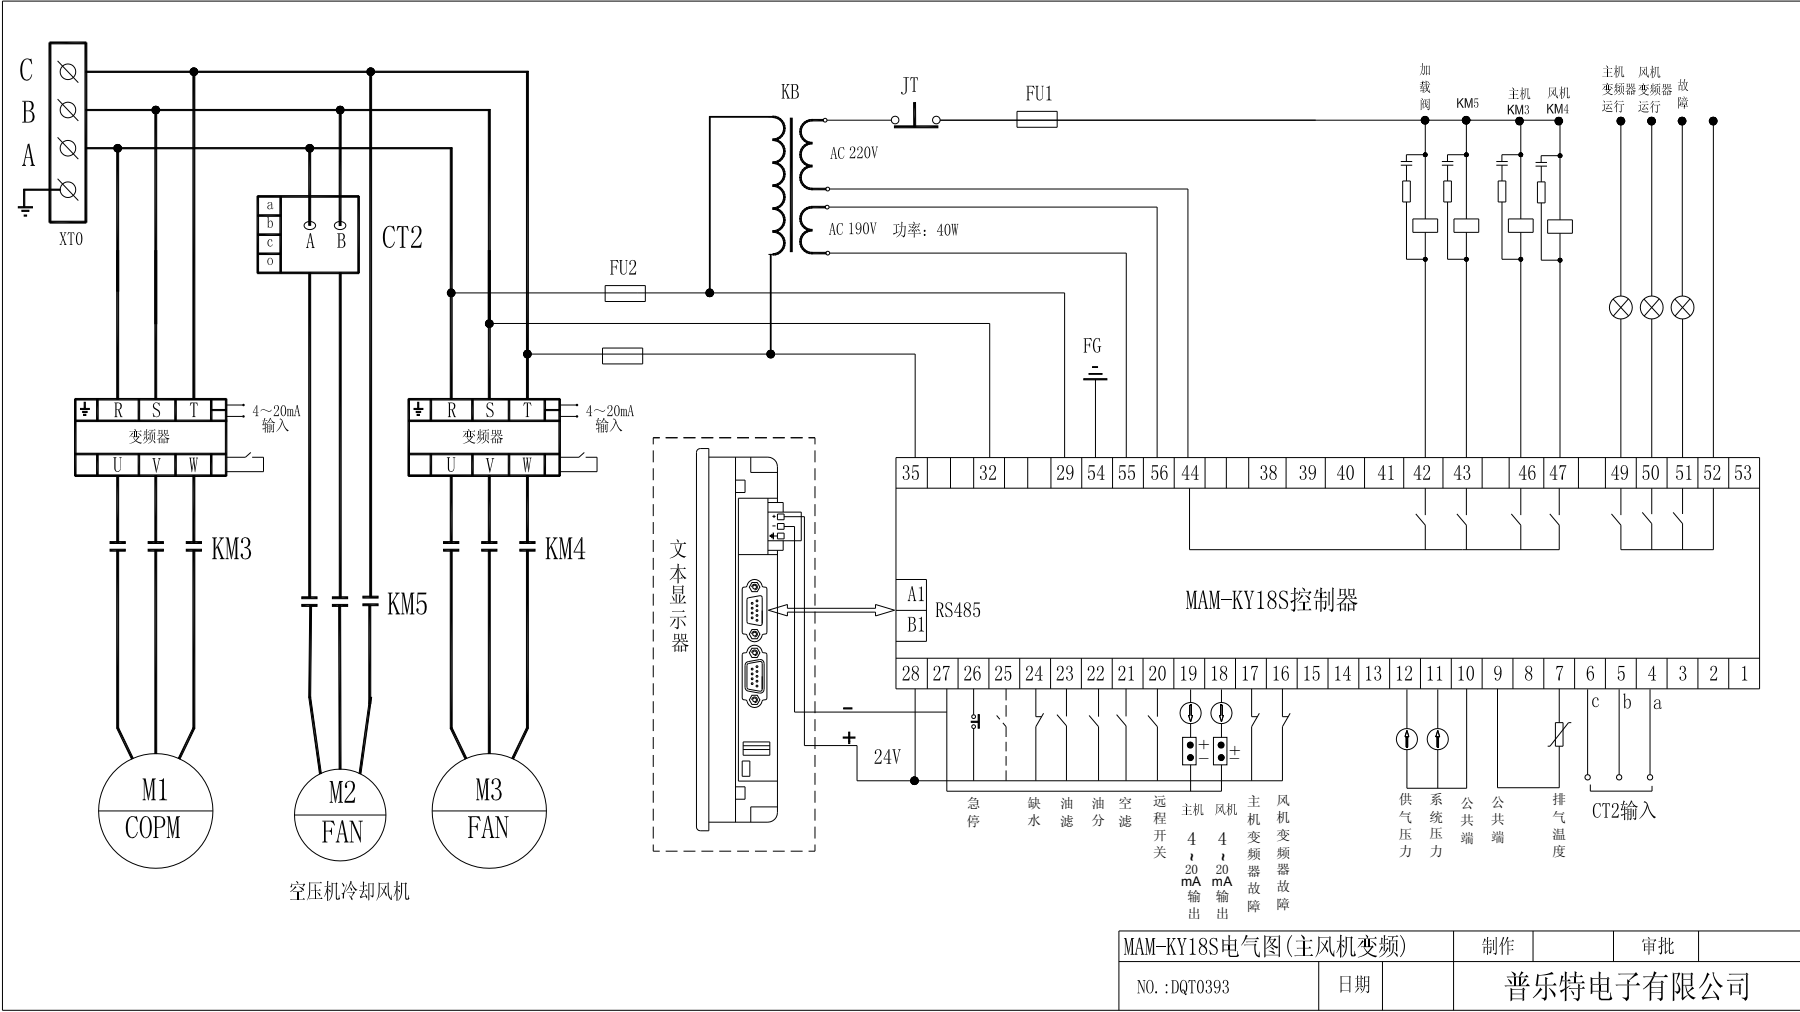 C
B
A
XTO
a
b
c
o
A
B
CT2
FU2
KB
AC 220V
AC 190V
功率: 40W
JT
FU1
FG
加载阀
KM5
主机
KM3
风机
KM4
主机
变频器
运行
风机
变频器
运行
故障
R
S
T
4～20mA
输入
变频器
U
V
W
R
S
T
4～20mA
输入
变频器
U
V
W
KM3
KM5
KM4
M1
COPM
M2
FAN
M3
FAN
空压机冷却风机
文本显示器
+
-
35
32
29
54
55
56
44
38
39
40
41
42
43
46
47
49
50
51
52
53
A1
B1
RS485
MAM-KY18S控制器
28
27
26
25
24
23
22
21
20
19
18
17
16
15
14
13
12
11
10
9
8
7
6
5
4
3
2
1
c
b
a
−
+
24V
+
−
+
−
急停
缺水
油滤
油分
空滤
远程开关
主机
4
~
20
mA
输出
风机
4
~
20
mA
输出
主机变频器故障
风机变频器故障
供气压力
系统压力
公共端
公共端
排气温度
CT2输入
MAM-KY18S电气图(主风机变频)
制作
审批
NO.:DQT0393
日期
普乐特电子有限公司